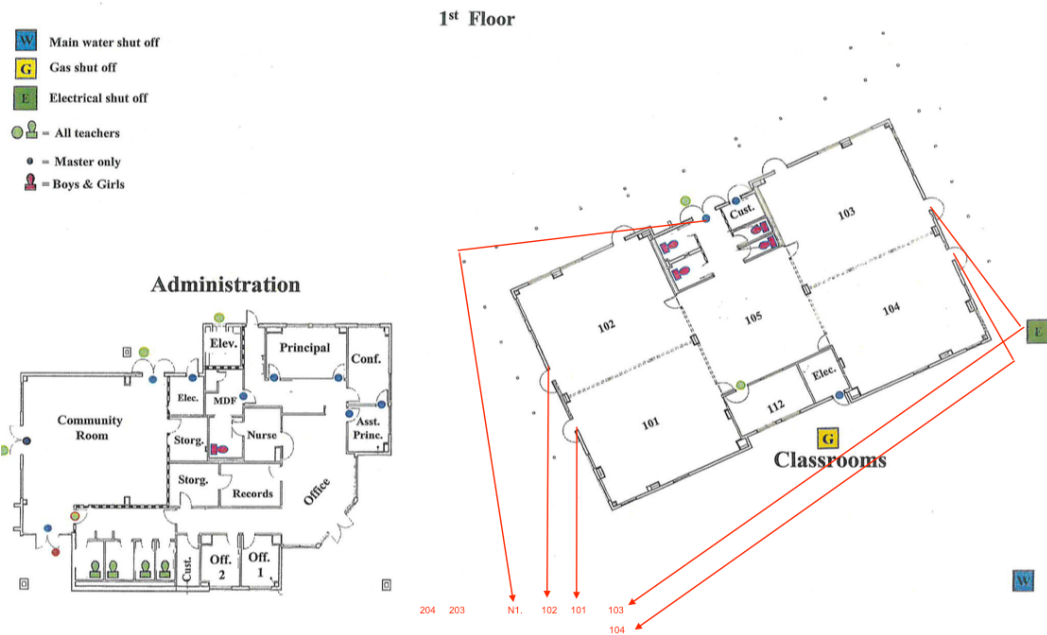 1st Floor
W Main water shut off
G Gas shut off
E Electrical shut off
= All teachers
= Master only
= Boys & Girls
Administration
Elev.
Principal
Conf.
Elec.
MDF
Community
Room
Asst.
Princ.
Storg.
Nurse
Storg.
Records
Office
Cust.
Off.
2
Off.
1
Cust.
103
102
105
104
101
112
Elec.
E
G
Classrooms
W
204 203 N1. 102 101 103
104